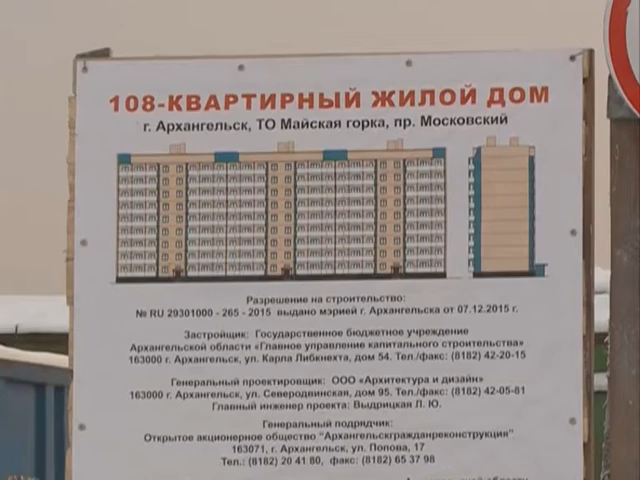 108-КВАРТИРНЫЙ ЖИЛОЙ ДОМ
г. Архангельск, ТО Майская горка, пр. Московский
Разрешение на строительство:
№ RU 29301000 - 265 - 2015 выдано мэрией г. Архангельска от 07.12.2015 г.
Застройщик: Государственное бюджетное учреждение
Архангельской области «Главное управление капитального строительства»
163000 г. Архангельск, ул. Карла Либкнехта, дом 54. Тел./факс: (8182) 42-20-15
Генеральный проектировщик: ООО «Архитектура и дизайн»
163000 г. Архангельск, ул. Северодвинская, дом 95. Тел./факс: (8182) 42-05-81
Главный инженер проекта: Выдрицкая Л. Ю.
Генеральный подрядчик:
Открытое акционерное общество "Архангельскгражданреконструкция"
163071, г. Архангельск, ул. Попова, 17
Тел.: (8182) 20 41 80, факс: (8182) 65 37 98